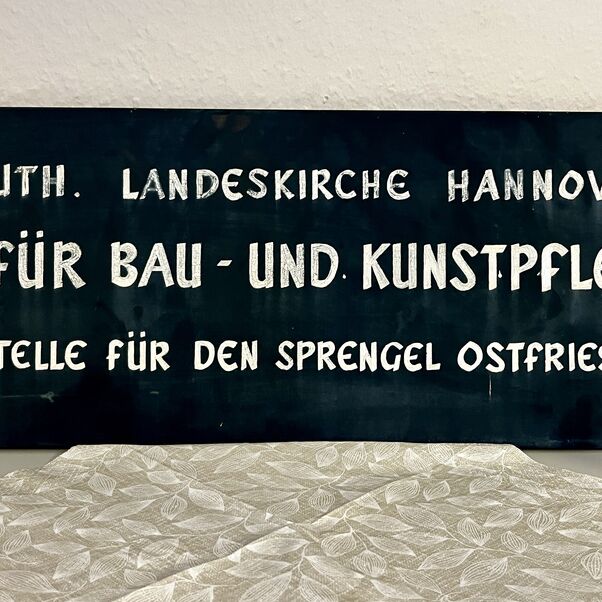 UTH. LANDESKIRCHE HANNOV
FÜR BAU - UND KUNSTPFLE
TELLE FÜR DEN SPRENGEL OSTFRIES